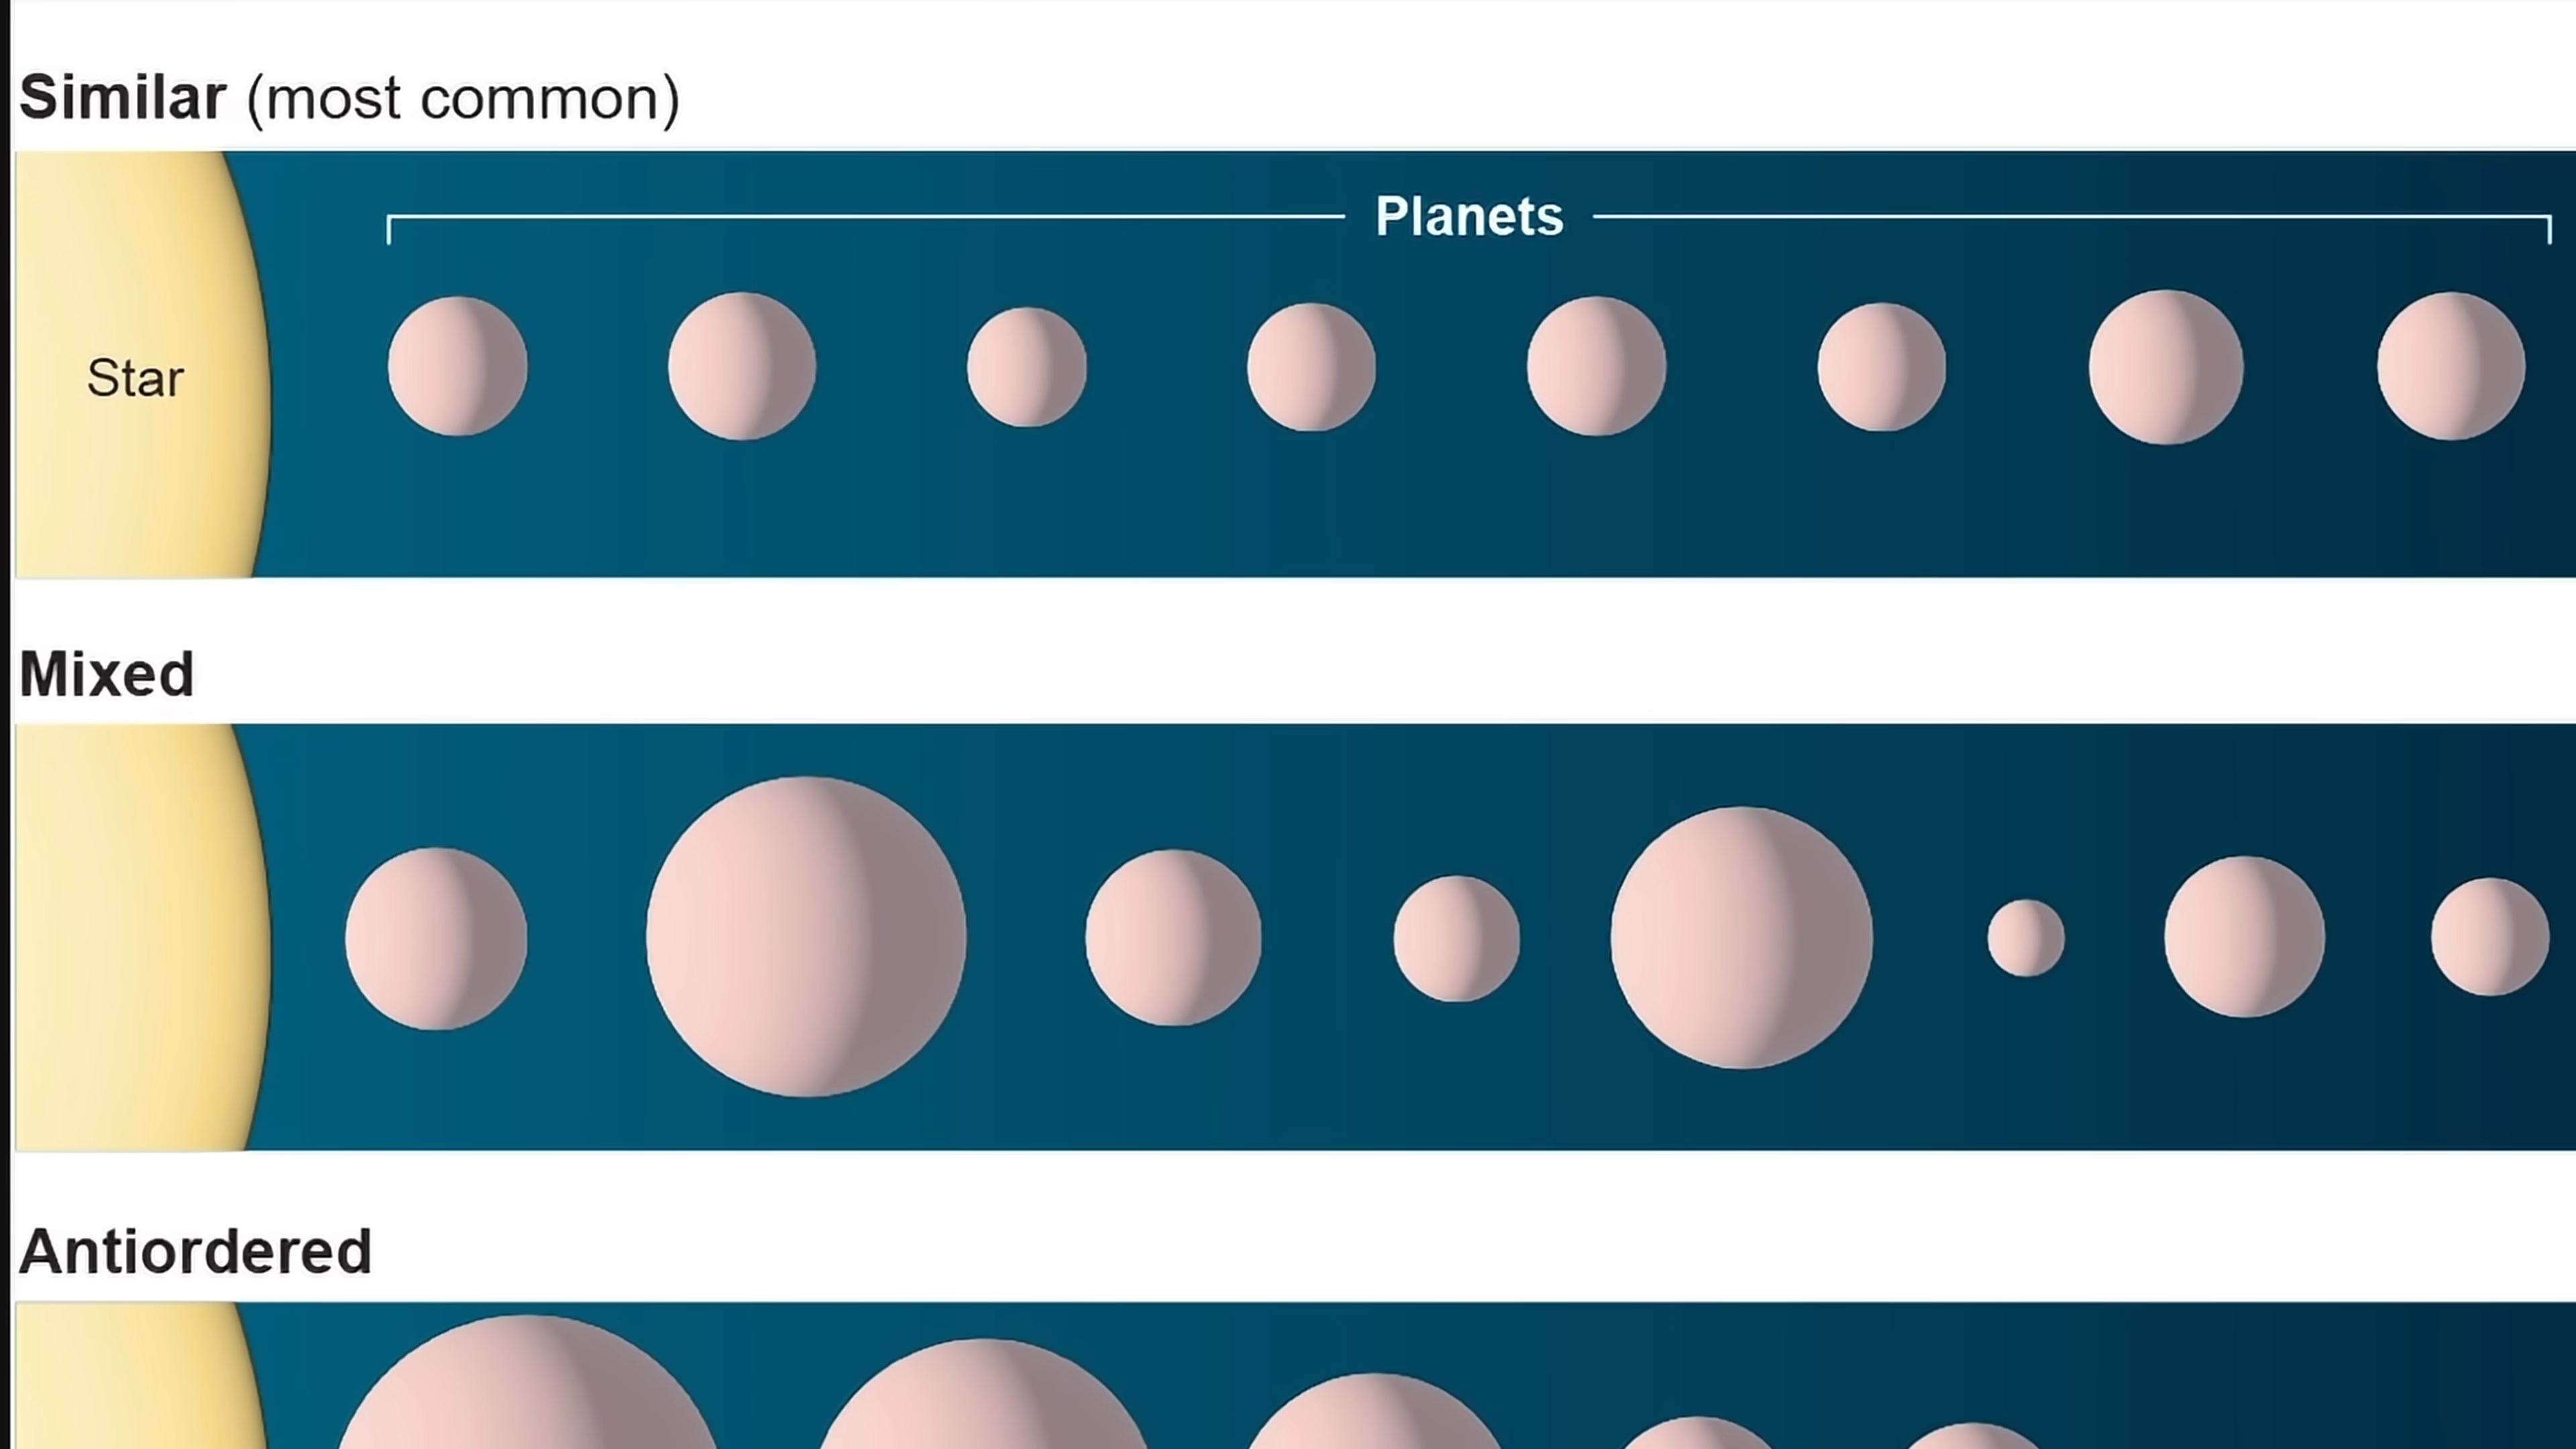 Similar (most common)
Planets
Star
Mixed
Antiordered